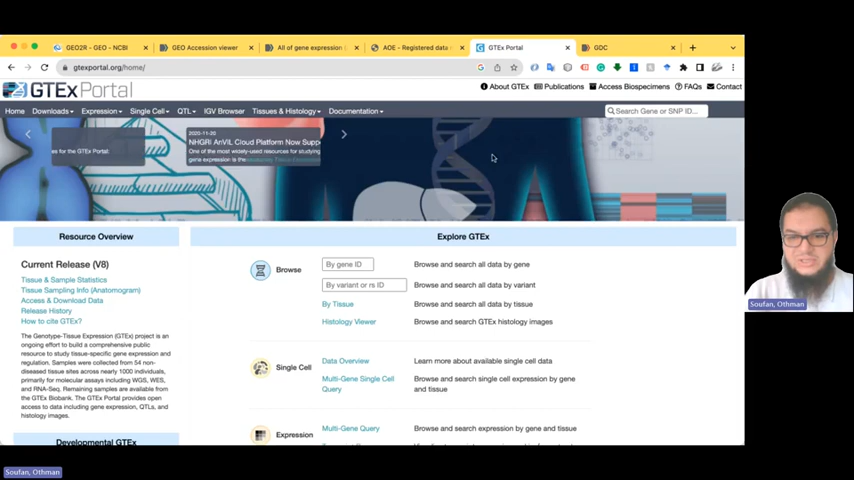 GEO2R - GEO - NCBI
GEO Accession viewer
All of gene expression
AOE - Registered data
GTEx Portal
GDC
gtexportal.org/home/
GTEx Portal
About GTEx
Publications
Access Biospecimens
FAQs
Contact
Home
Downloads
Expression
Single Cell
QTL
IGV Browser
Tissues & Histology
Documentation
Search Gene or SNP ID...
es for the GTEx Portal:
2020-11-20
NHGRI AnVIL Cloud Platform Now Suppo
One of the most widely-used resources for studying
gene expression is the
Resource Overview
Current Release (V8)
Tissue & Sample Statistics
Tissue Sampling Info (Anatomogram)
Access & Download Data
Release History
How to cite GTEx?
The Genotype-Tissue Expression (GTEx) project is an
ongoing effort to build a comprehensive public
resource to study tissue-specific gene expression and
regulation. Samples were collected from 54 non-
diseased tissue sites across nearly 1000 individuals,
primarily for molecular assays including WGS, WES,
and RNA-Seq. Remaining samples are available from
the GTEx Biobank. The GTEx Portal provides open
access to data including gene expression, QTLs, and
histology images.
Developmental GTEx
Explore GTEx
Browse
By gene ID
Browse and search all data by gene
By variant or rs ID
Browse and search all data by variant
By Tissue
Browse and search all data by tissue
Histology Viewer
Browse and search GTEx histology images
Single Cell
Data Overview
Learn more about available single cell data
Multi-Gene Single Cell
Query
Browse and search single cell expression by gene
and tissue
Expression
Multi-Gene Query
Browse and search expression by gene and tissue
Soufan, Othman
Soufan, Othman